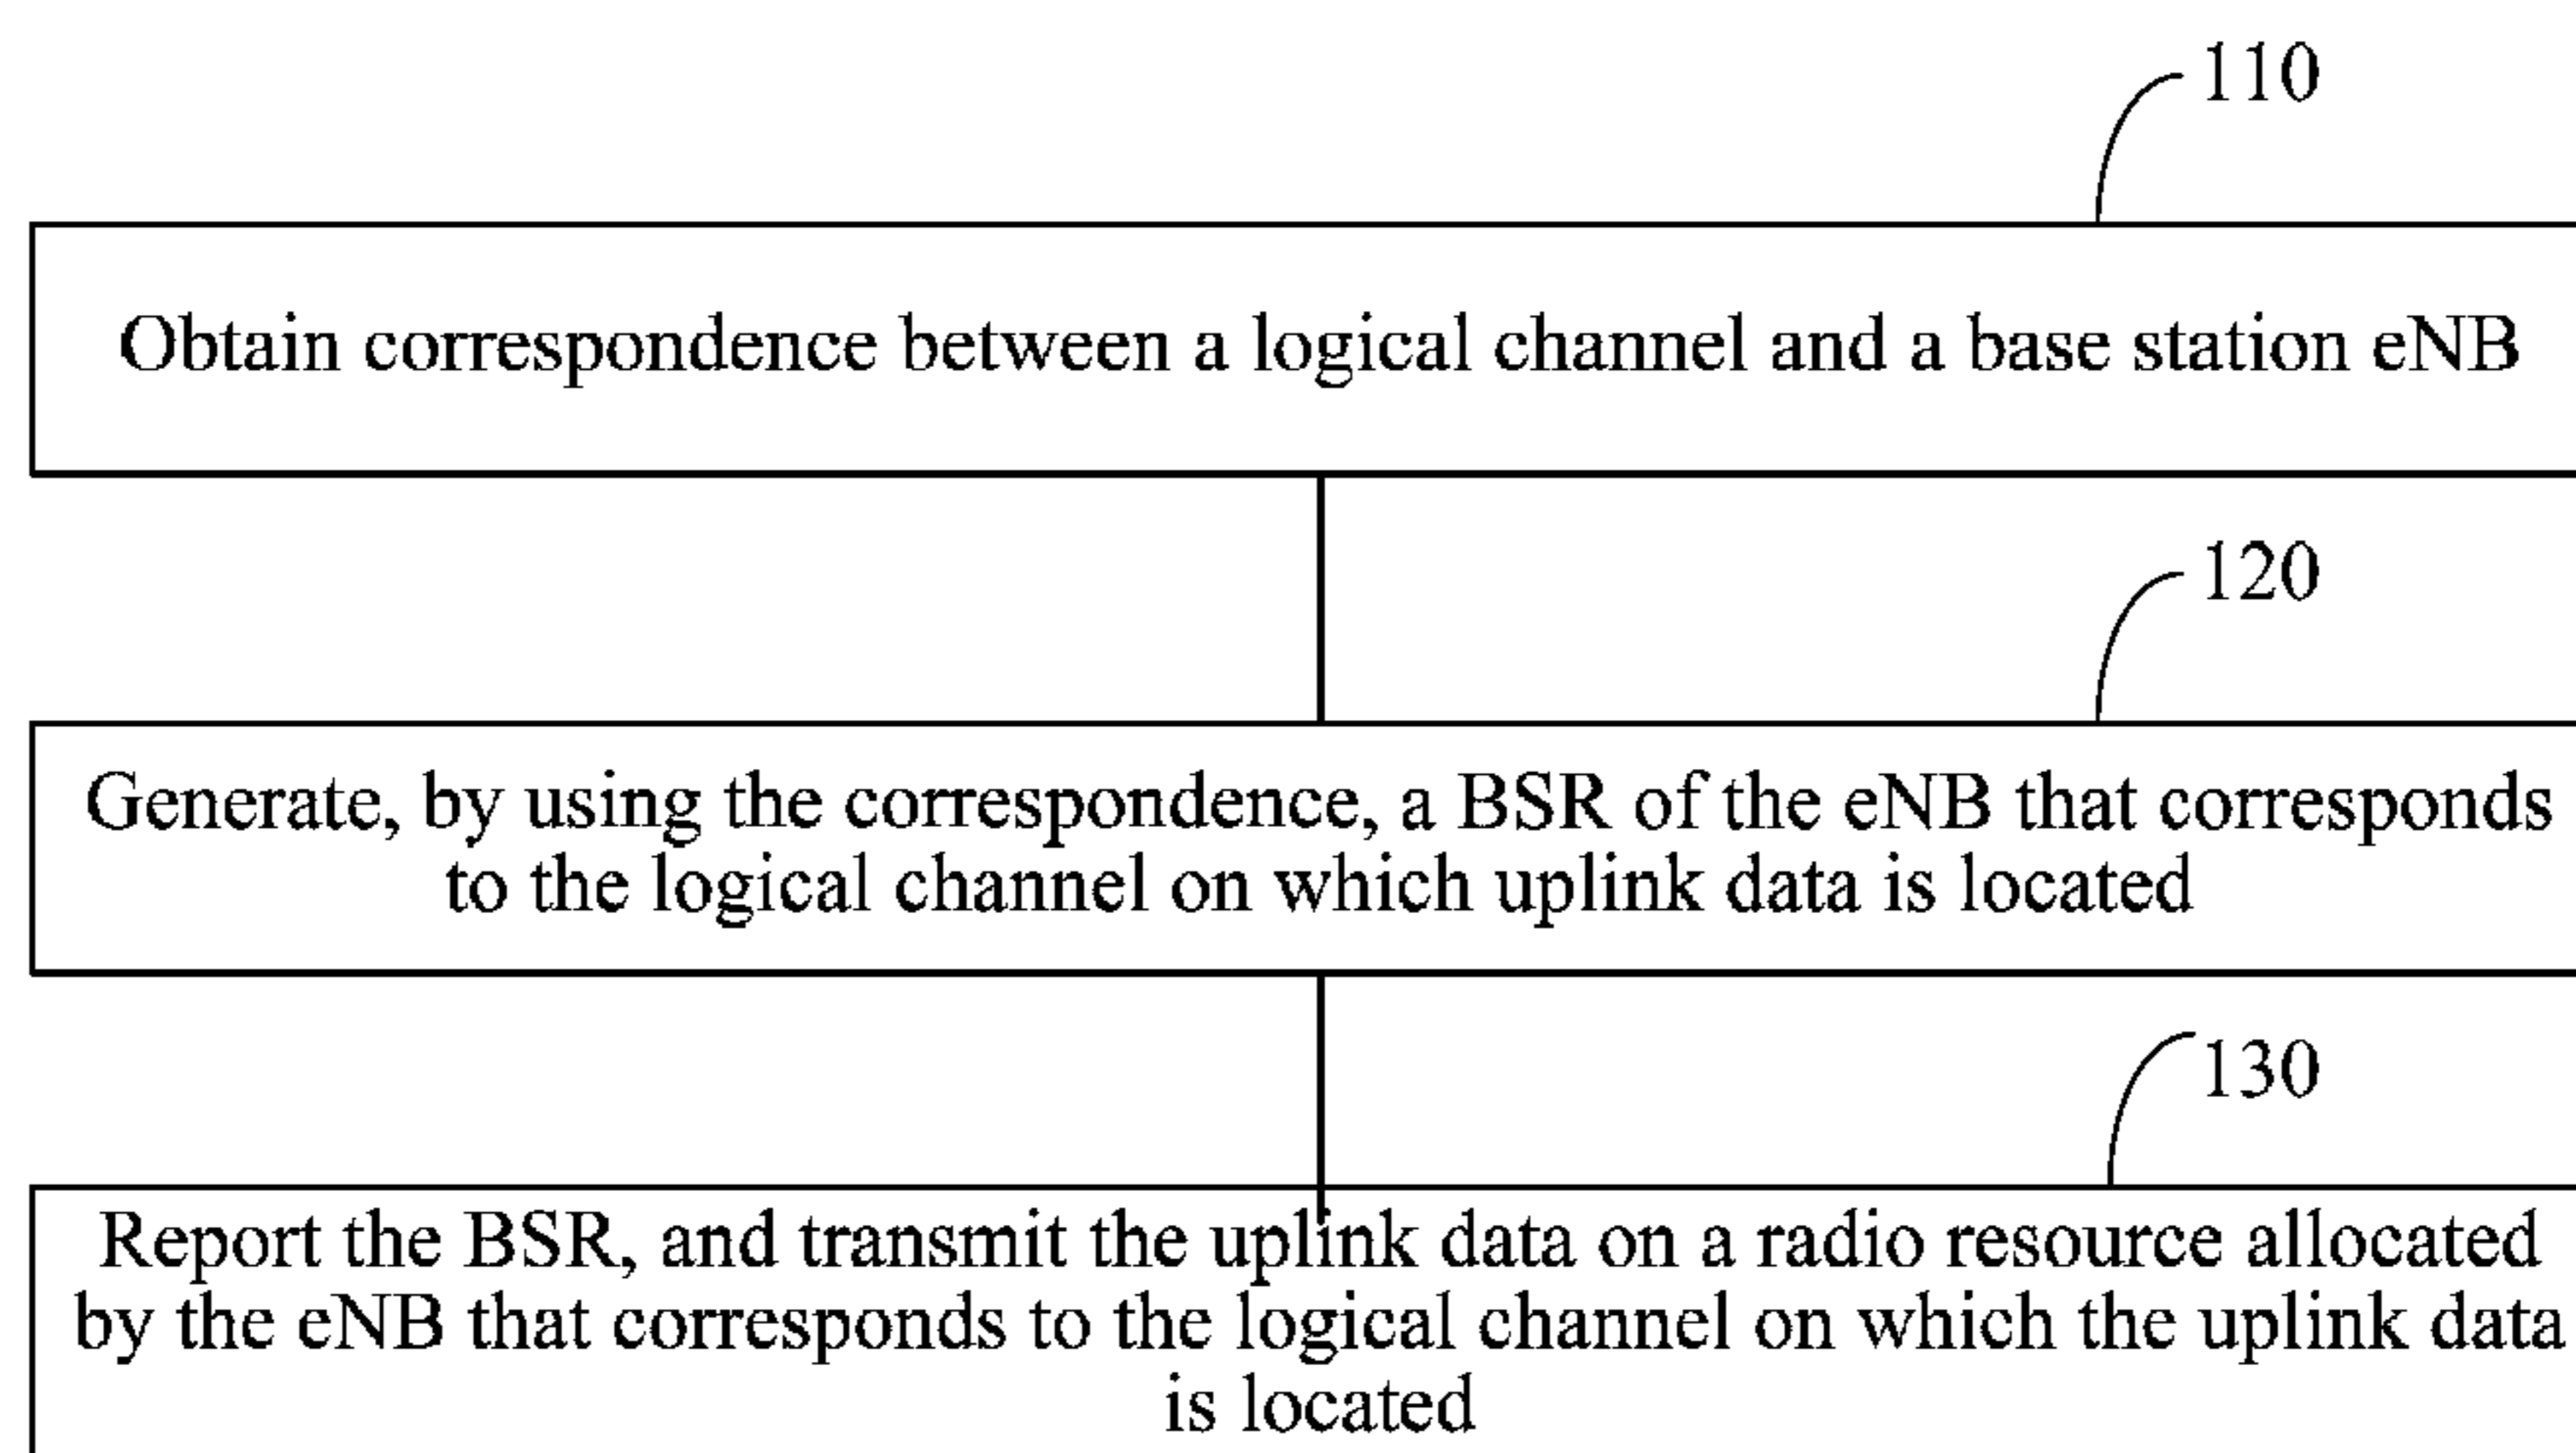 110
Obtain correspondence between a logical channel and a base station eNB
120
Generate, by using the correspondence, a BSR of the eNB that corresponds
to the logical channel on which uplink data is located
130
Report the BSR, and transmit the uplink data on a radio resource allocated
by the eNB that corresponds to the logical channel on which the uplink data
is located